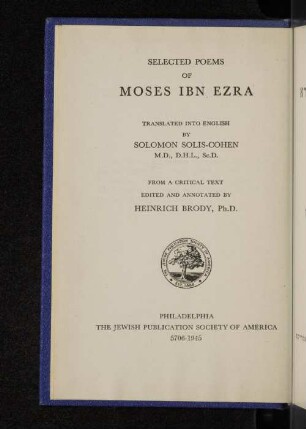 SELECTED POEMS
OF
MOSES IBN EZRA
TRANSLATED INTO ENGLISH
BY
SOLOMON SOLIS-COHEN
M.D., D.H.L., Sc.D.
FROM A CRITICAL TEXT
EDITED AND ANNOTATED BY
HEINRICH BRODY, Ph.D.
PHILADELPHIA
THE JEWISH PUBLICATION SOCIETY OF AMERICA
5706-1945